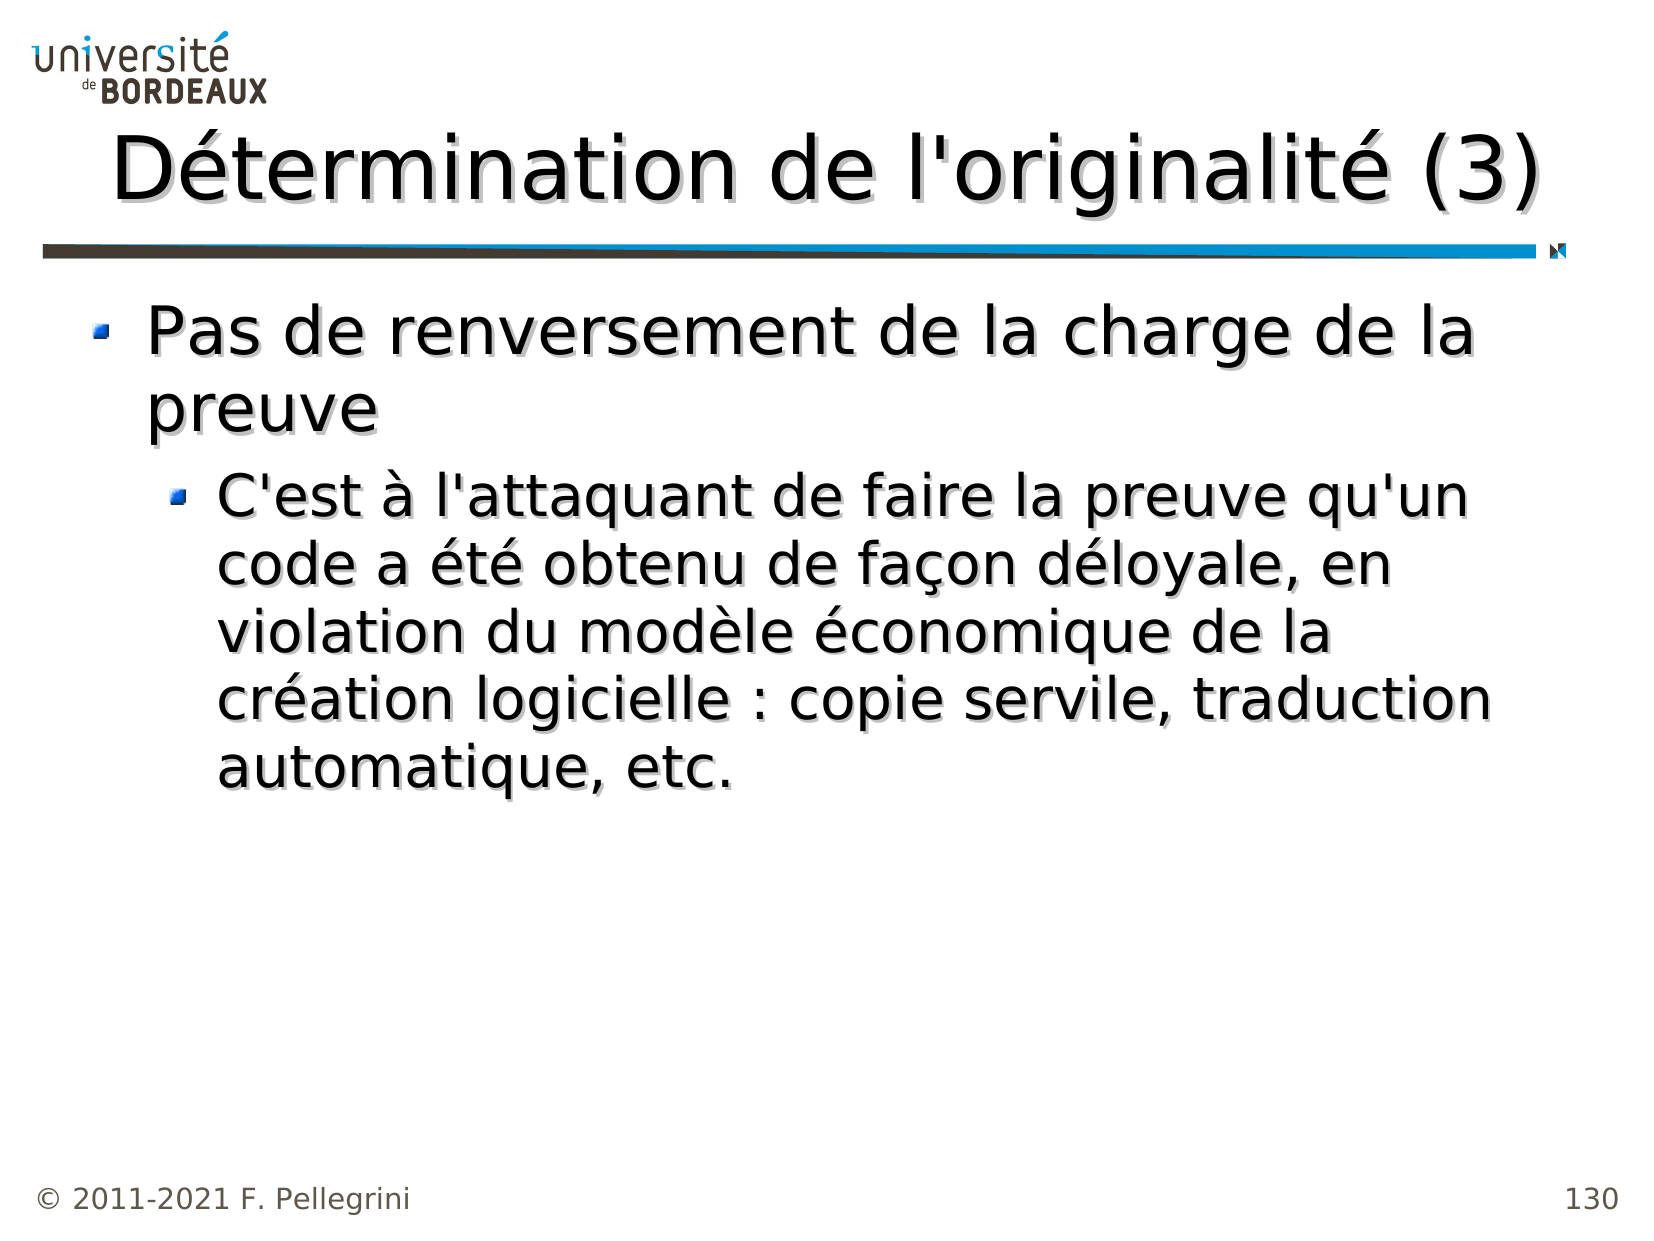 université
de BORDEAUX
Détermination de l'originalité (3)
Pas de renversement de la charge de la
preuve
C'est à l'attaquant de faire la preuve qu'un
code a été obtenu de façon déloyale, en
violation du modèle économique de la
création logicielle : copie servile, traduction
automatique, etc.
© 2011-2021 F. Pellegrini
130